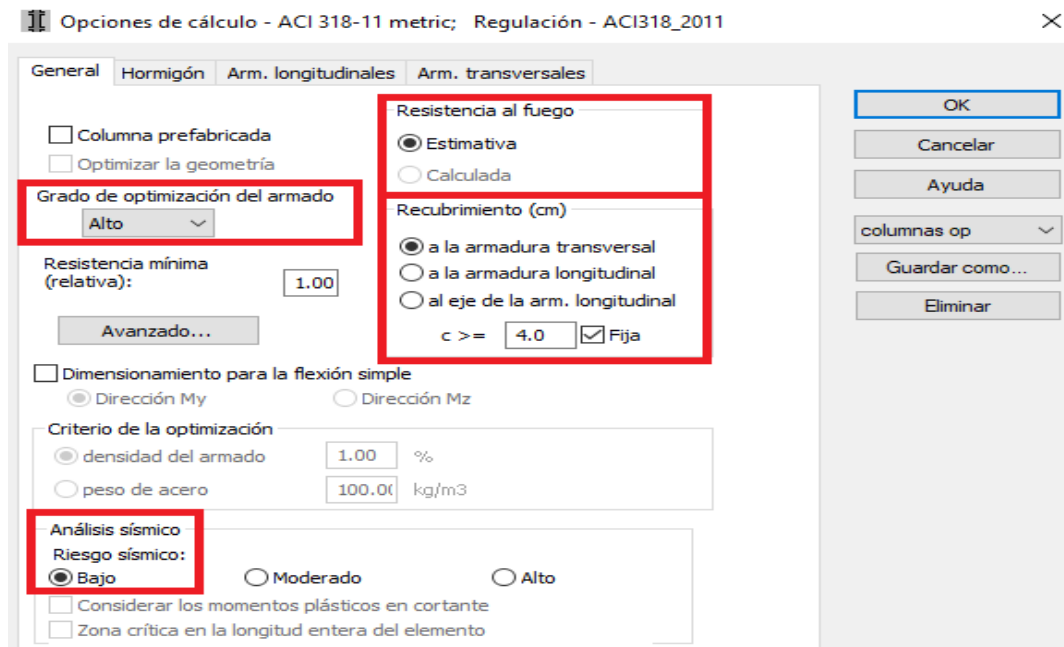 Opciones de cálculo - ACI 318-11 metric; Regulación - ACI318_2011
General Hormigón Arm. longitudinales Arm. transversales
Columna prefabricada
Optimizar la geometría
Grado de optimización del armado
Alto
Resistencia mínima
(relativa): 1.00
Avanzado...
Resistencia al fuego
Estimativa
Calculada
Recubrimiento (cm)
a la armadura transversal
a la armadura longitudinal
al eje de la arm. longitudinal
c >= 4.0 Fija
Dimensionamiento para la flexión simple
Dirección My Dirección Mz
Criterio de la optimización
densidad del armado 1.00 %
peso de acero 100.0( kg/m3
Análisis sísmico
Riesgo sísmico:
Bajo Moderado Alto
Considerar los momentos plásticos en cortante
Zona crítica en la longitud entera del elemento
OK
Cancelar
Ayuda
columnas op
Guardar como...
Eliminar